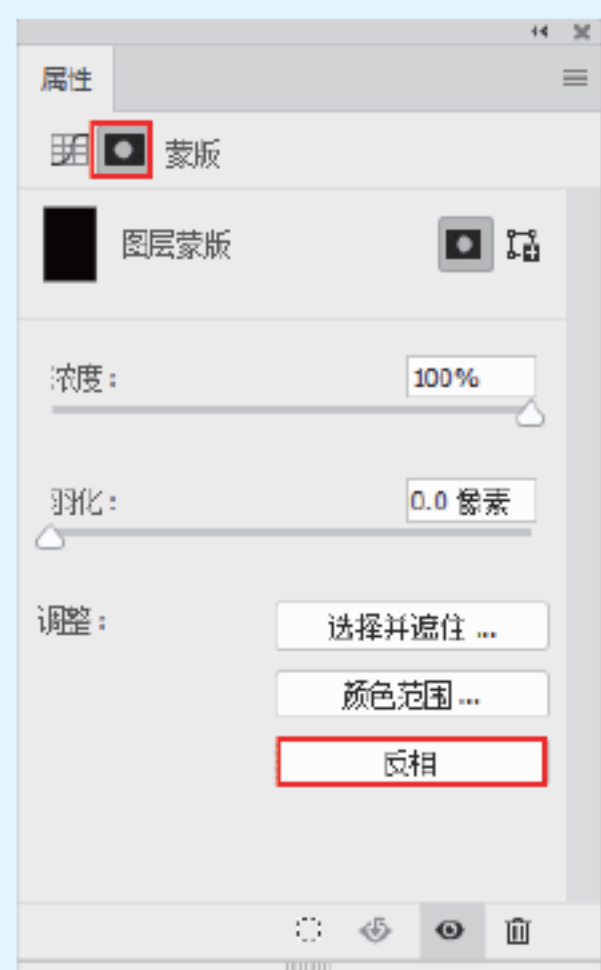 属性
蒙版
图层蒙版
浓度：
100%
羽化：
0.0 像素
调整：
选择并遮住 ...
颜色范围 ...
反相